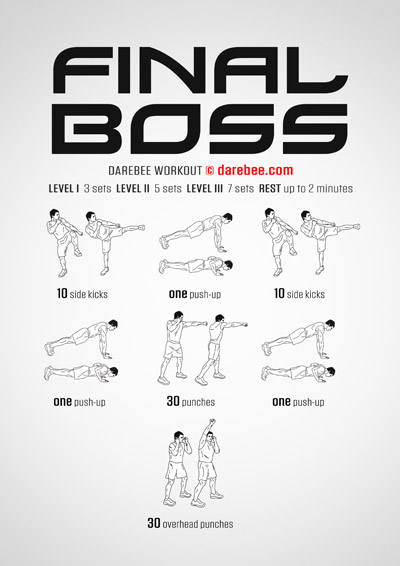 FINAL
BOSS
DAREBEE WORKOUT © darebee.com
LEVEL I 3 sets LEVEL II 5 sets LEVEL III 7 sets REST up to 2 minutes
10 side kicks
one push-up
10 side kicks
one push-up
30 punches
one push-up
30 overhead punches